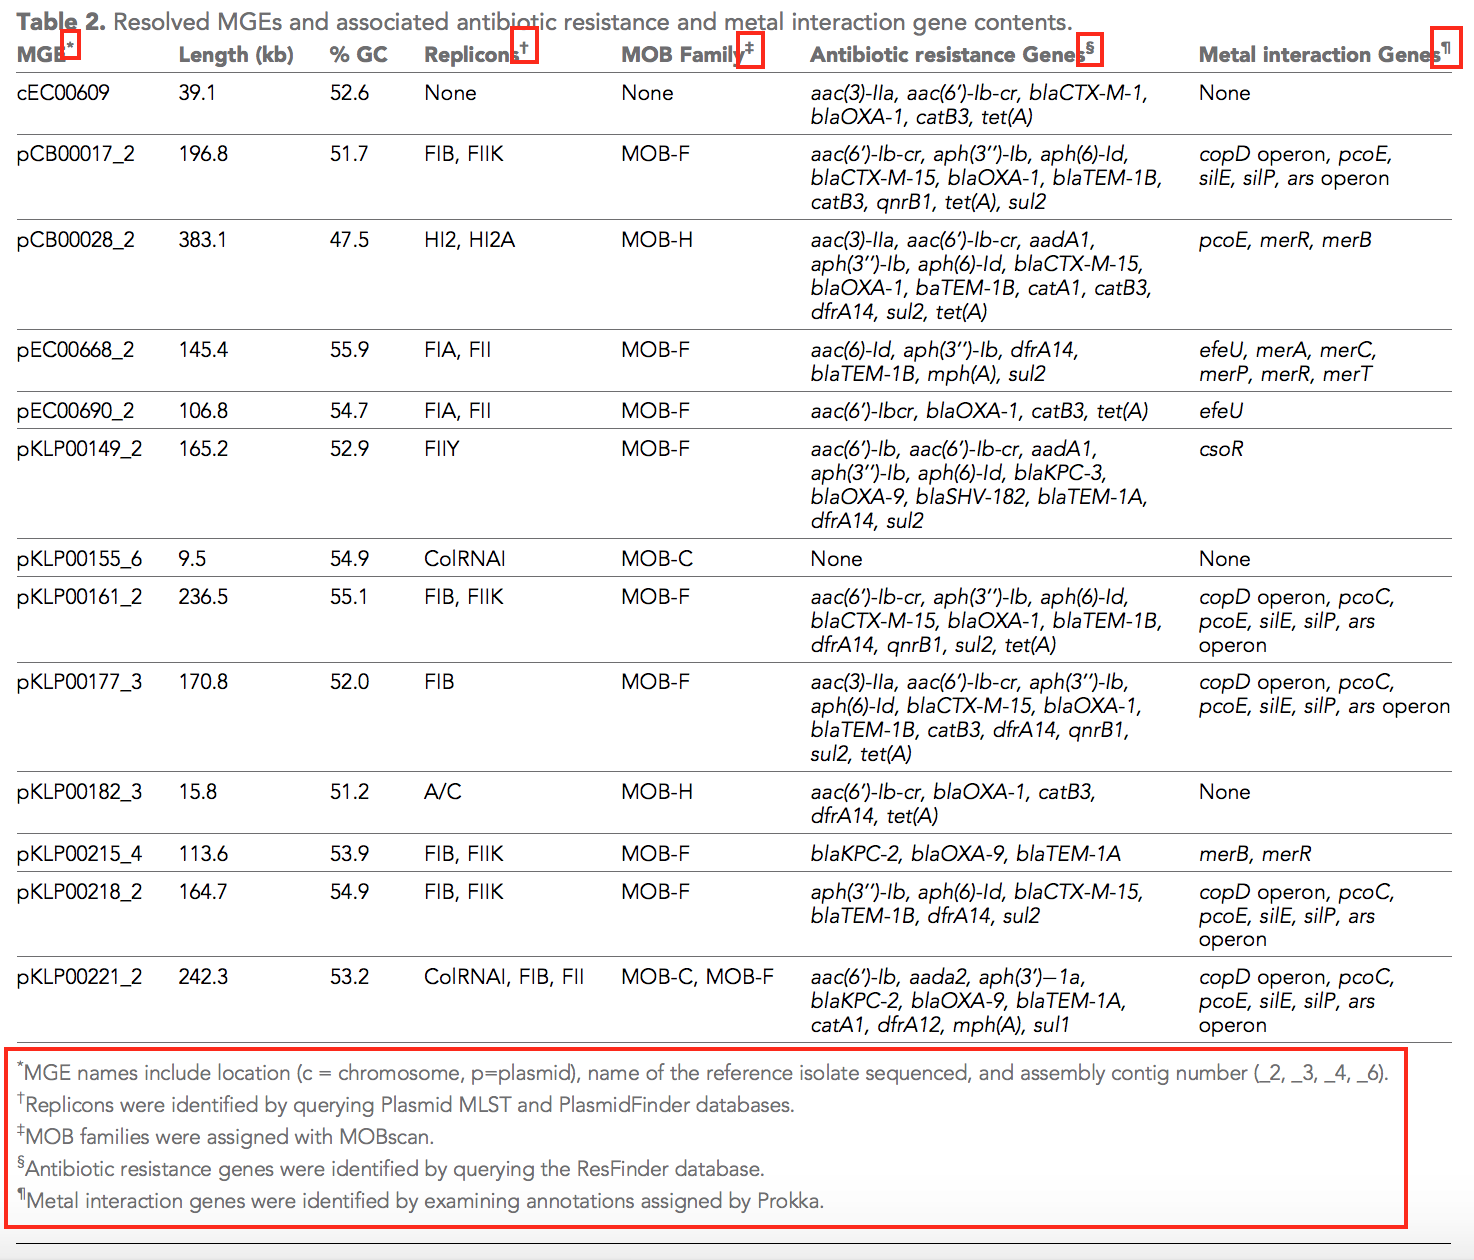 Table 2. Resolved MGEs and associated antibiotic resistance and metal interaction gene contents.
MGE* Length (kb) % GC Replicons† MOB Family‡ Antibiotic resistance Genes§ Metal interaction Genes¶
cEC00609 39.1 52.6 None None aac(3)-IIa, aac(6’)-Ib-cr, blaCTX-M-1, None
blaOXA-1, catB3, tet(A)
pCB00017_2 196.8 51.7 FIB, FIIK MOB-F aac(6’)-Ib-cr, aph(3’’)-Ib, aph(6)-Id, copD operon, pcoE,
blaCTX-M-15, blaOXA-1, blaTEM-1B, silE, silP, ars operon
catB3, qnrB1, tet(A), sul2
pCB00028_2 383.1 47.5 HI2, HI2A MOB-H aac(3)-IIa, aac(6’)-Ib-cr, aadA1, pcoE, merR, merB
aph(3’’)-Ib, aph(6)-Id, blaCTX-M-15,
blaOXA-1, baTEM-1B, catA1, catB3,
dfrA14, sul2, tet(A)
pEC00668_2 145.4 55.9 FIA, FII MOB-F aac(6)-Id, aph(3’’)-Ib, dfrA14, efeU, merA, merC,
blaTEM-1B, mph(A), sul2 merP, merR, merT
pEC00690_2 106.8 54.7 FIA, FII MOB-F aac(6’)-Ibcr, blaOXA-1, catB3, tet(A) efeU
pKLP00149_2 165.2 52.9 FIIY MOB-F aac(6’)-Ib, aac(6’)-Ib-cr, aadA1, csoR
aph(3’’)-Ib, aph(6)-Id, blaKPC-3,
blaOXA-9, blaSHV-182, blaTEM-1A,
dfrA14, sul2
pKLP00155_6 9.5 54.9 ColRNAI MOB-C None None
pKLP00161_2 236.5 55.1 FIB, FIIK MOB-F aac(6’)-Ib-cr, aph(3’’)-Ib, aph(6)-Id, copD operon, pcoC,
blaCTX-M-15, blaOXA-1, blaTEM-1B, pcoE, silE, silP, ars
dfrA14, qnrB1, sul2, tet(A) operon
pKLP00177_3 170.8 52.0 FIB MOB-F aac(3)-IIa, aac(6’)-Ib-cr, aph(3’’)-Ib, copD operon, pcoC,
aph(6)-Id, blaCTX-M-15, blaOXA-1, pcoE, silE, silP, ars operon
blaTEM-1B, catB3, dfrA14, qnrB1,
sul2, tet(A)
pKLP00182_3 15.8 51.2 A/C MOB-H aac(6’)-Ib-cr, blaOXA-1, catB3, None
dfrA14, tet(A)
pKLP00215_4 113.6 53.9 FIB, FIIK MOB-F blaKPC-2, blaOXA-9, blaTEM-1A merB, merR
pKLP00218_2 164.7 54.9 FIB, FIIK MOB-F aph(3’’)-Ib, aph(6)-Id, blaCTX-M-15, copD operon, pcoC,
blaTEM-1B, dfrA14, sul2 pcoE, silE, silP, ars
operon
pKLP00221_2 242.3 53.2 ColRNAI, FIB, FII MOB-C, MOB-F aac(6’)-Ib, aada2, aph(3’)−1a, copD operon, pcoC,
blaKPC-2, blaOXA-9, blaTEM-1A, pcoE, silE, silP, ars
catA1, dfrA12, mph(A), sul1 operon
*MGE names include location (c = chromosome, p=plasmid), name of the reference isolate sequenced, and assembly contig number (_2, _3, _4, _6).
†Replicons were identified by querying Plasmid MLST and PlasmidFinder databases.
‡MOB families were assigned with MOBscan.
§Antibiotic resistance genes were identified by querying the ResFinder database.
¶Metal interaction genes were identified by examining annotations assigned by Prokka.